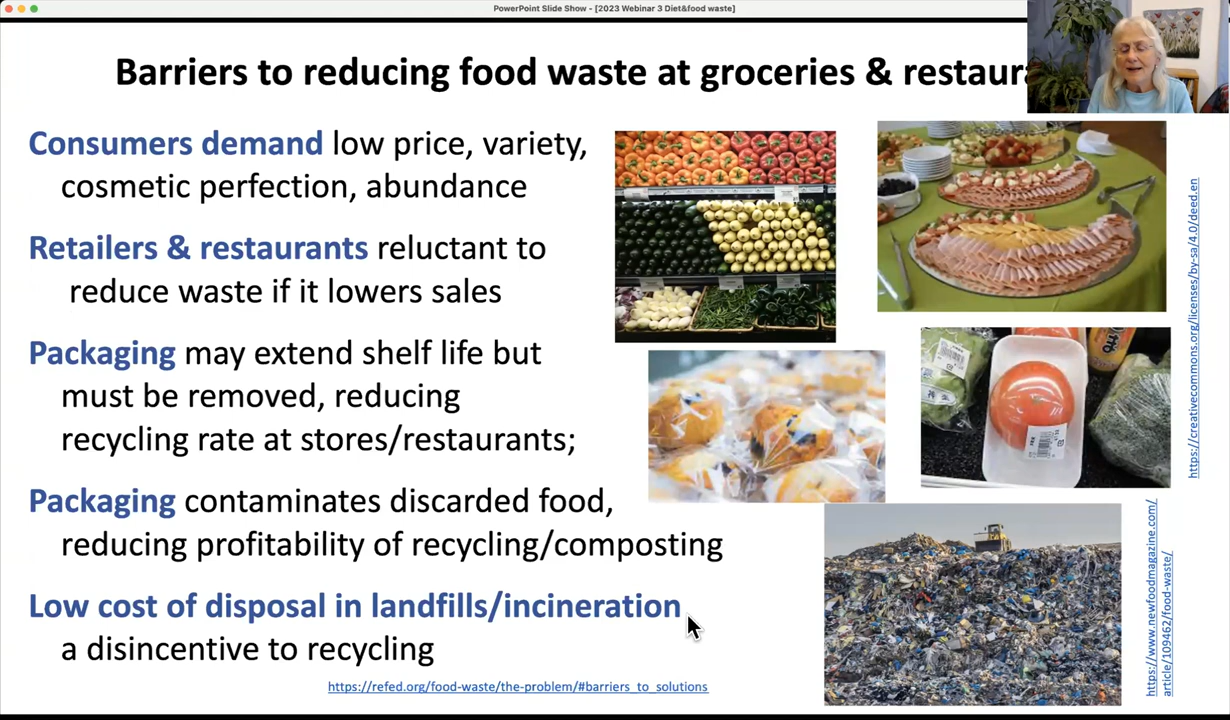 PowerPoint Slide Show - [2023 Webinar 3 Diet&food waste]
Barriers to reducing food waste at groceries & restaura
Consumers demand low price, variety,
cosmetic perfection, abundance
Retailers & restaurants reluctant to
reduce waste if it lowers sales
Packaging may extend shelf life but
must be removed, reducing
recycling rate at stores/restaurants;
Packaging contaminates discarded food,
reducing profitability of recycling/composting
Low cost of disposal in landfills/incineration
a disincentive to recycling
https://refed.org/food-waste/the-problem/#barriers_to_solutions
https://creativecommons.org/licenses/by-sa/4.0/deed.en
https://www.newfoodmagazine.com/
article/109462/food-waste/